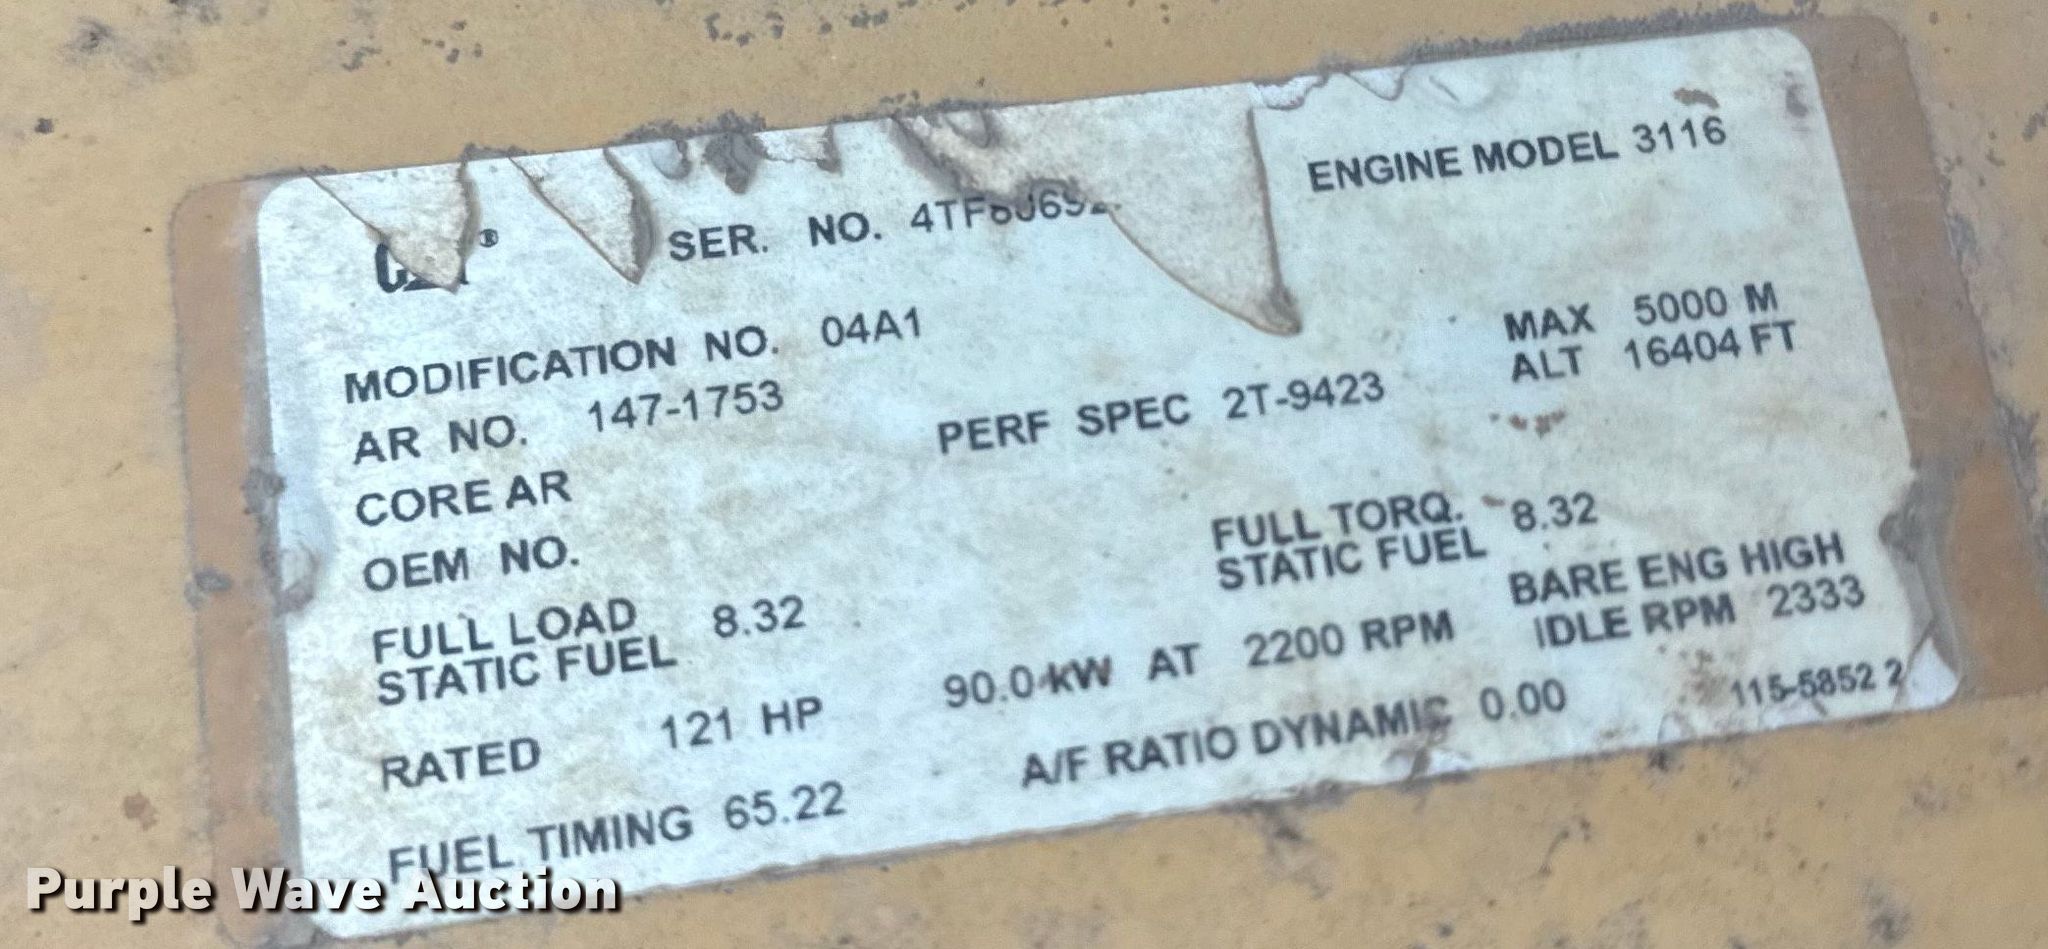 ®
SER. NO.
ENGINE MODEL 3116
MODIFICATION NO. 04A1
MAX 5000 M
ALT 16404 FT
AR NO. 147-1753
PERF SPEC 2T-9423
CORE AR
OEM NO.
FULL TORQ.
STATIC FUEL 8.32
FULL LOAD
STATIC FUEL 8.32
BARE ENG HIGH
IDLE RPM 2333
RATED 121 HP 90.0 kW AT 2200 RPM
FUEL TIMING 65.22
A/F RATIO DYNAMIC 0.00
115-5852 2
Purple Wave Auction